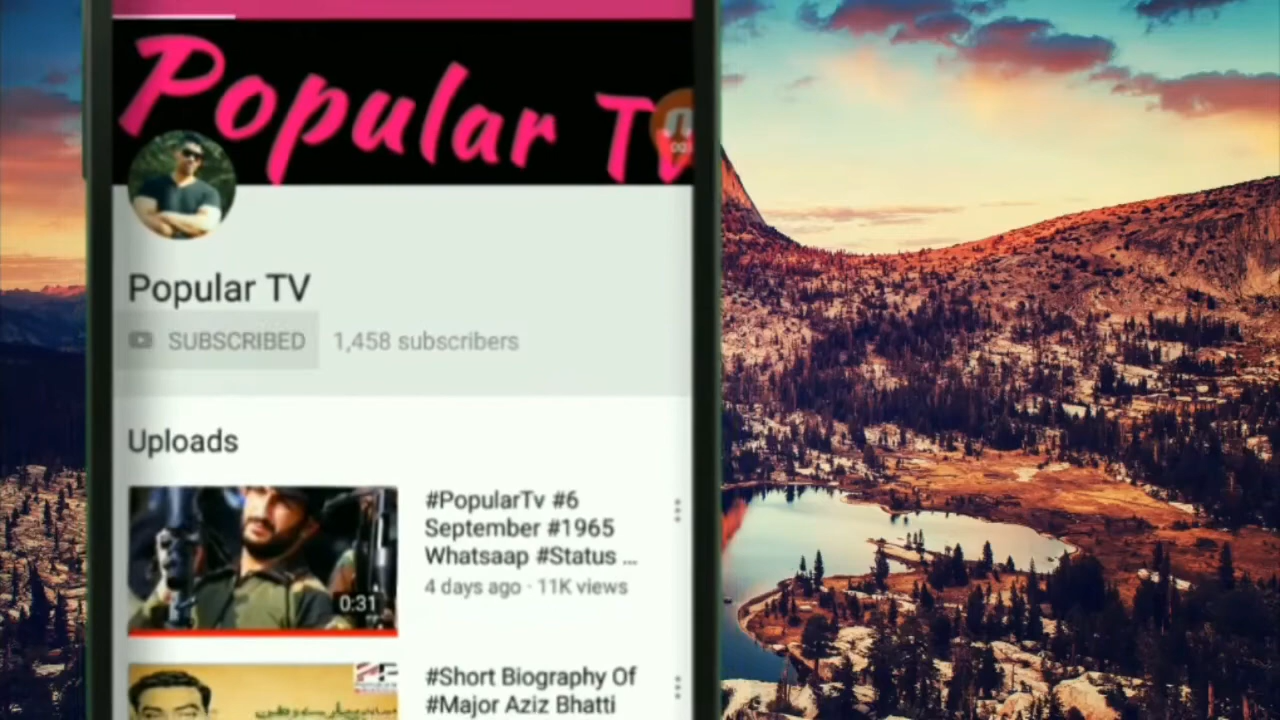 Popular TV
Popular TV
SUBSCRIBED 1,458 subscribers
Uploads
#PopularTv #6
September #1965
Whatsaap #Status ...
4 days ago · 11K views
0:31
#Short Biography Of
#Major Aziz Bhatti